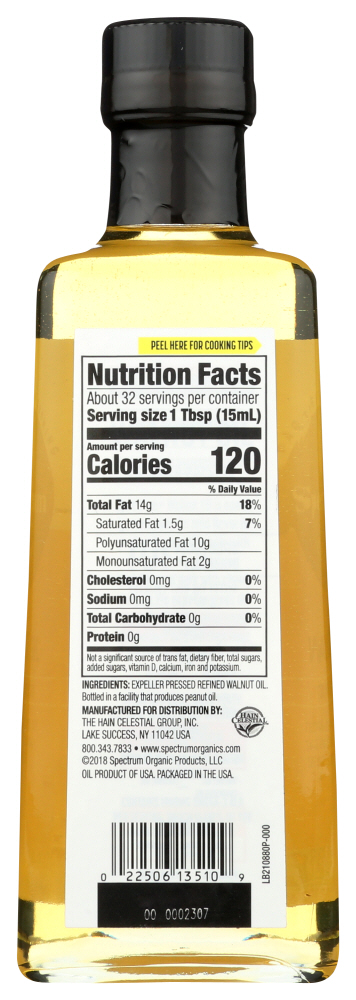 PEEL HERE FOR COOKING TIPS
Nutrition Facts
About 32 servings per container
Serving size 1 Tbsp (15mL)
Amount per serving
Calories 120
% Daily Value
Total Fat 14g 18%
Saturated Fat 1.5g 7%
Polyunsaturated Fat 10g
Monounsaturated Fat 2g
Cholesterol 0mg 0%
Sodium 0mg 0%
Total Carbohydrate 0g 0%
Protein 0g
Not a significant source of trans fat, dietary fiber, total sugars,
added sugars, vitamin D, calcium, iron and potassium.
INGREDIENTS: EXPELLER PRESSED REFINED WALNUT OIL.
Bottled in a facility that produces peanut oil.
MANUFACTURED FOR DISTRIBUTION BY:
THE HAIN CELESTIAL GROUP, INC.
LAKE SUCCESS, NY 11042 USA
HAIN
CELESTIAL
800.343.7833 • www.spectrumorganics.com
©2018 Spectrum Organic Products, LLC
OIL PRODUCT OF USA. PACKAGED IN THE USA.
LB210880P-000
0 22506 13510 9
00 0002307